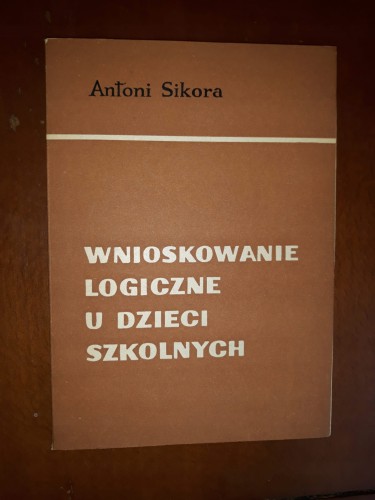 Antoni Sikora
WNIOSKOWANIE
LOGICZNE
U DZIECI
SZKOLNYCH